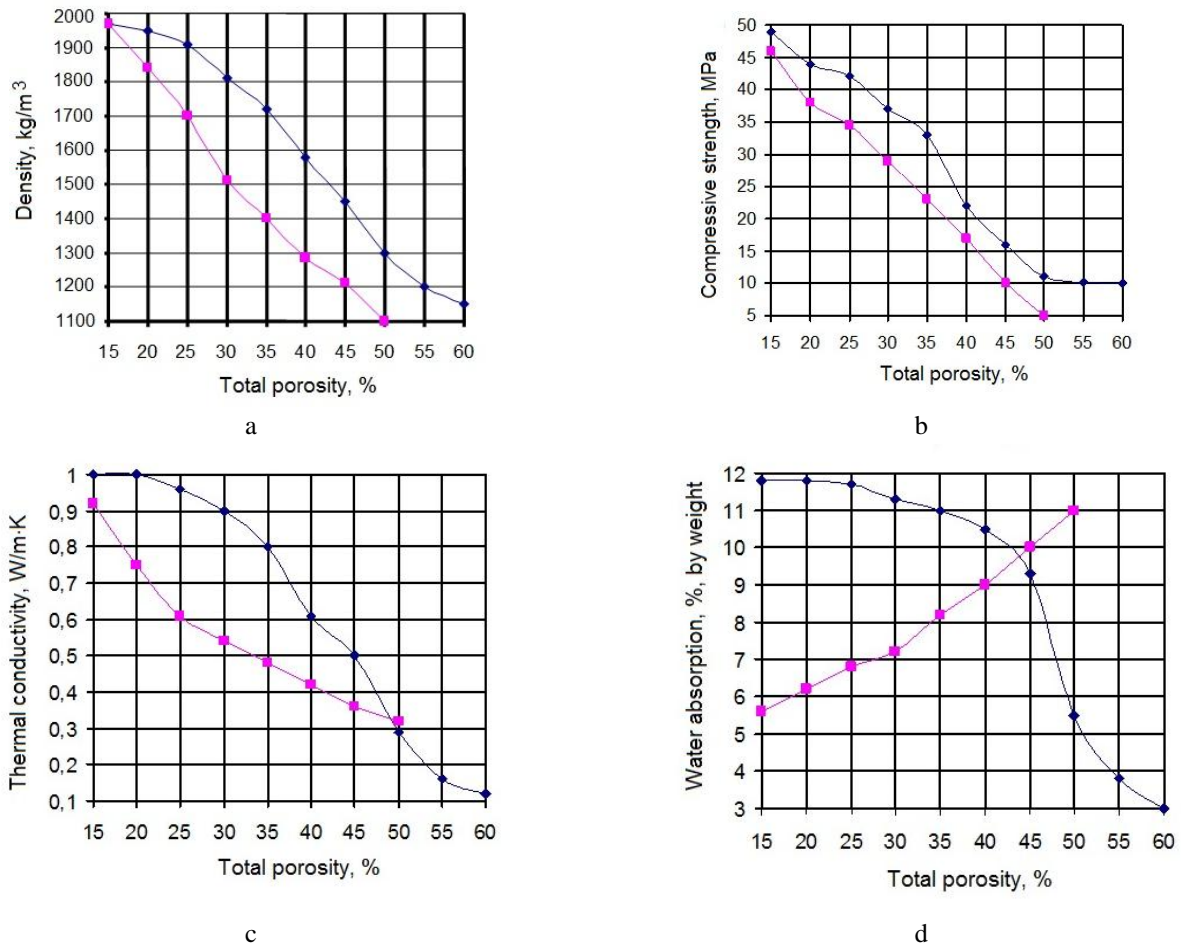 2000
1900
1800
1700
1600
1500
1400
1300
1200
1100
Density, kg/m³
15 20 25 30 35 40 45 50 55 60
Total porosity, %
a
50
45
40
35
30
25
20
15
10
5
Compressive strength, MPa
15 20 25 30 35 40 45 50 55 60
Total porosity, %
b
1
0,9
0,8
0,7
0,6
0,5
0,4
0,3
0,2
0,1
Thermal conductivity, W/m·K
15 20 25 30 35 40 45 50 55 60
Total porosity, %
c
12
11
10
9
8
7
6
5
4
3
Water absorption, %, by weight
15 20 25 30 35 40 45 50 55 60
Total porosity, %
d